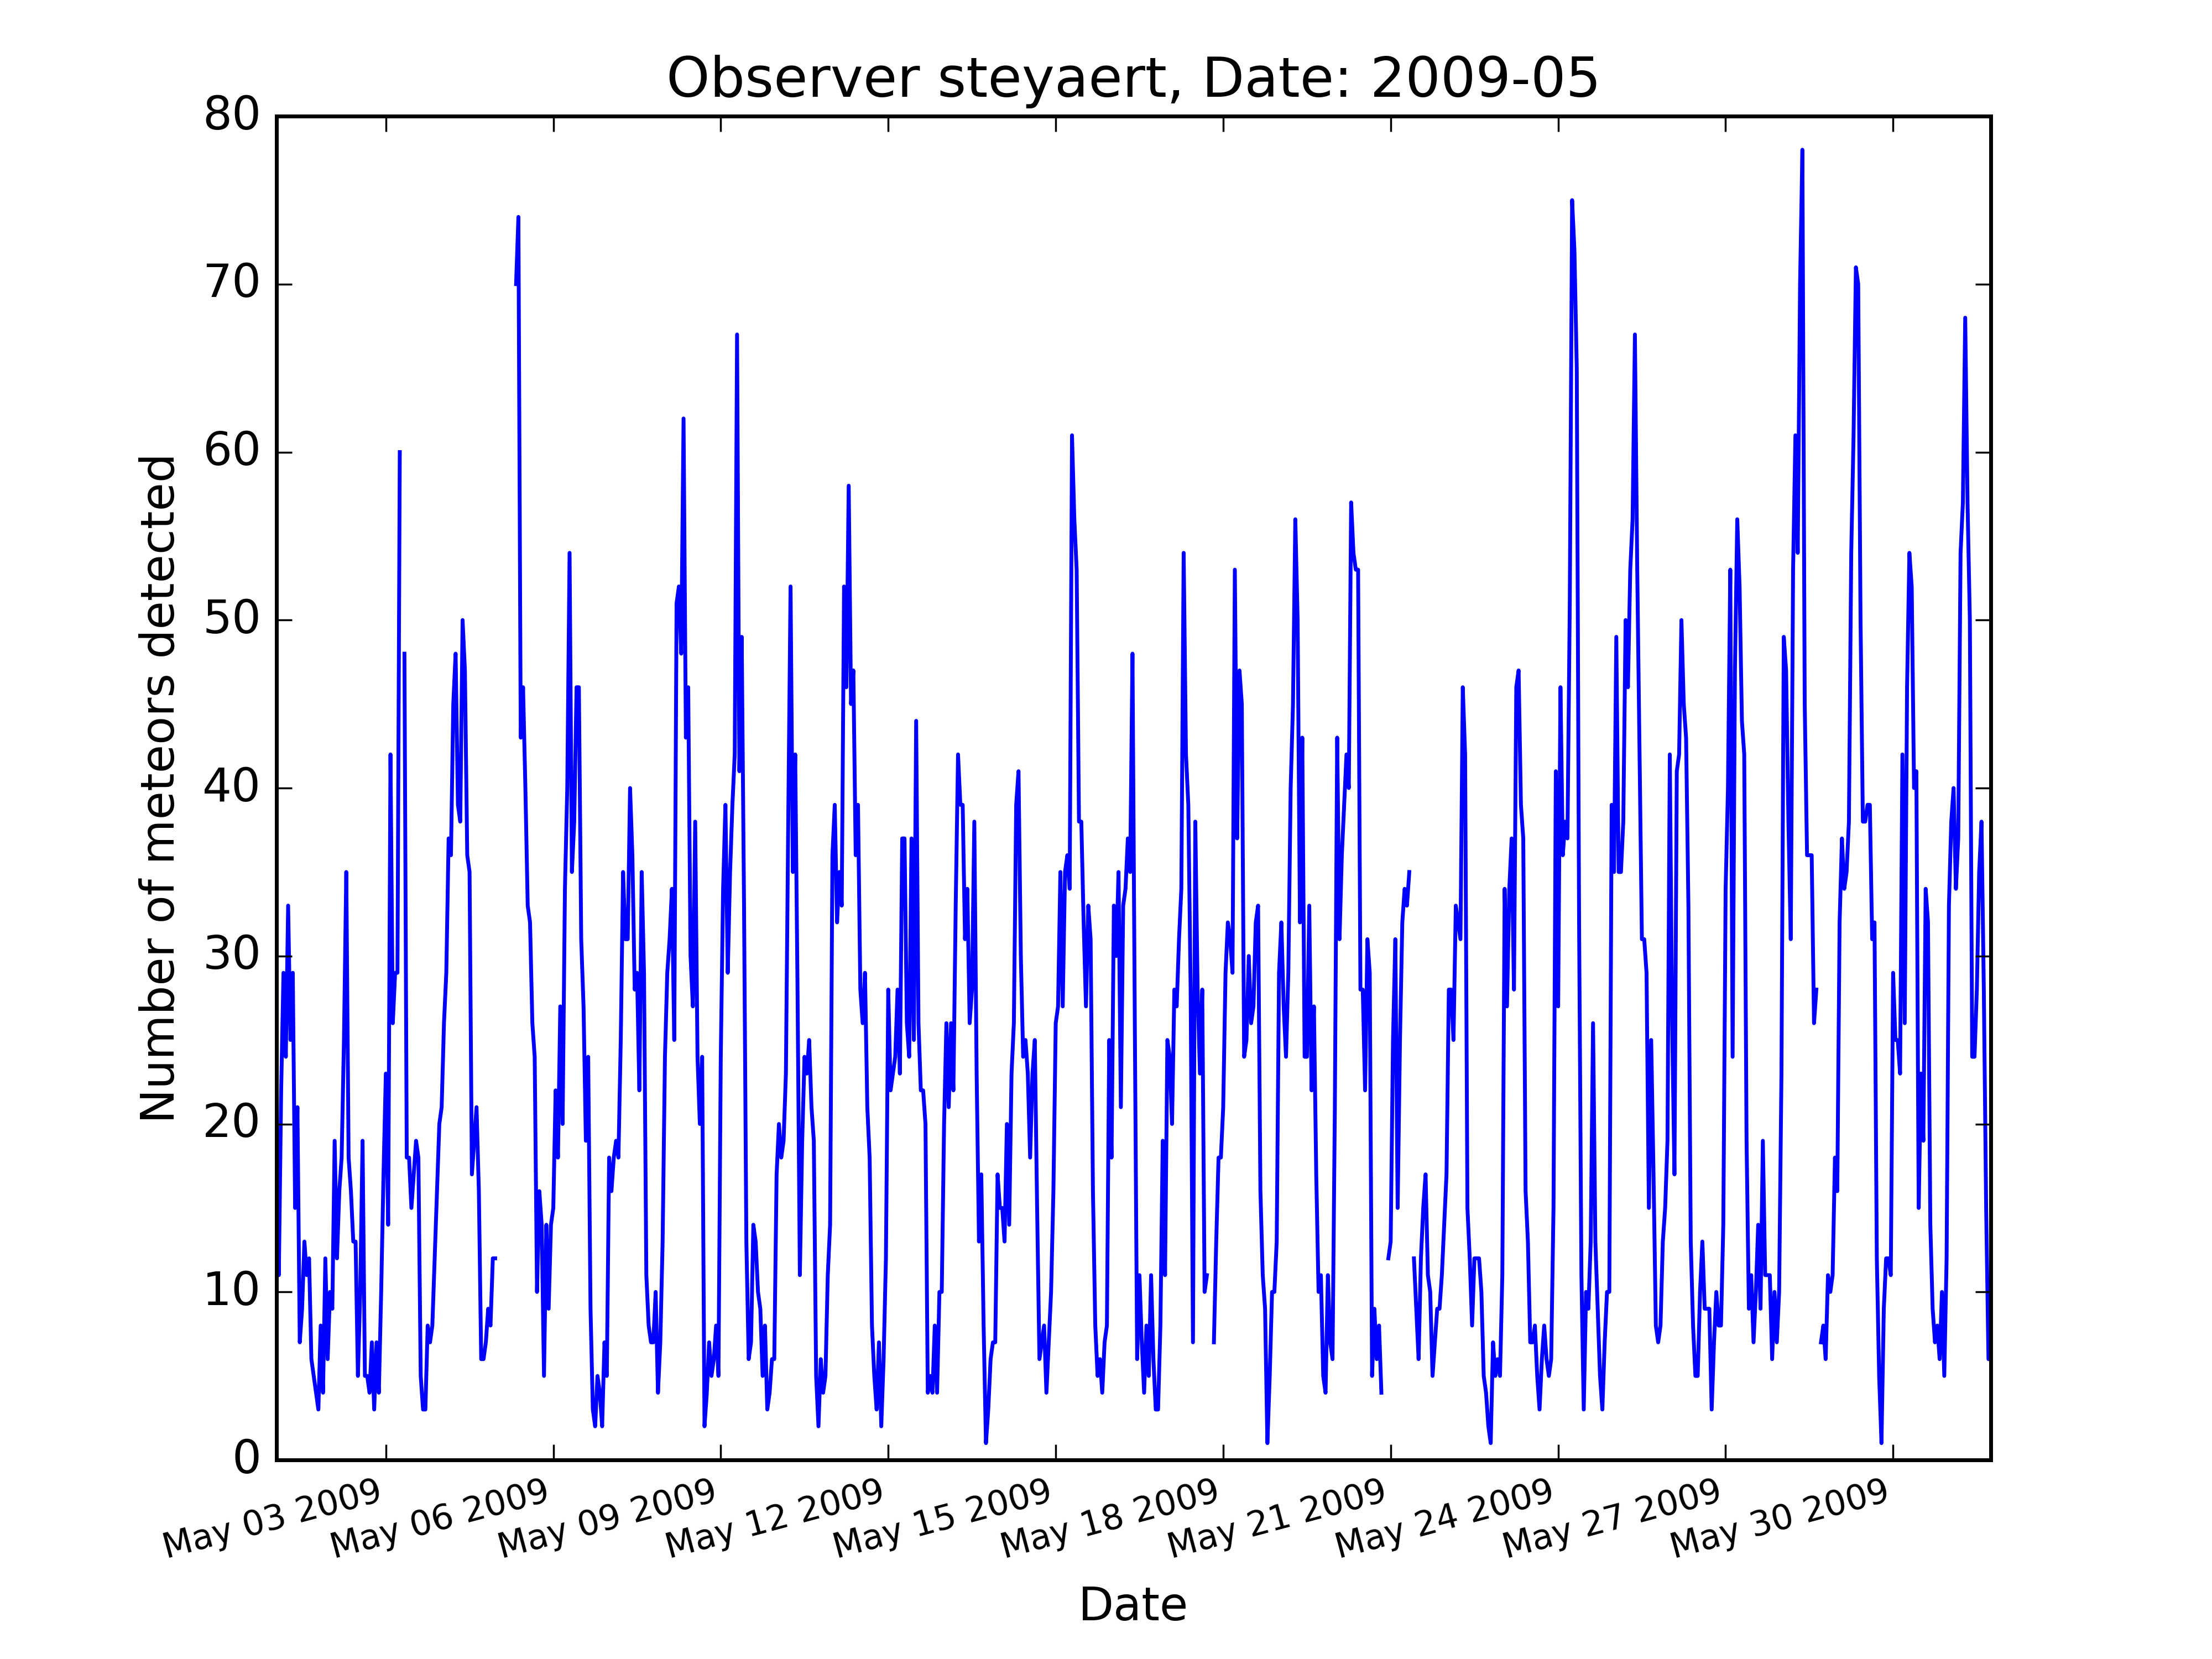 Observer steyaert, Date: 2009-05
Number of meteors detected
80
70
60
50
40
30
20
10
0
May 03 2009
May 06 2009
May 09 2009
May 12 2009
May 15 2009
May 18 2009
May 21 2009
May 24 2009
May 27 2009
May 30 2009
Date